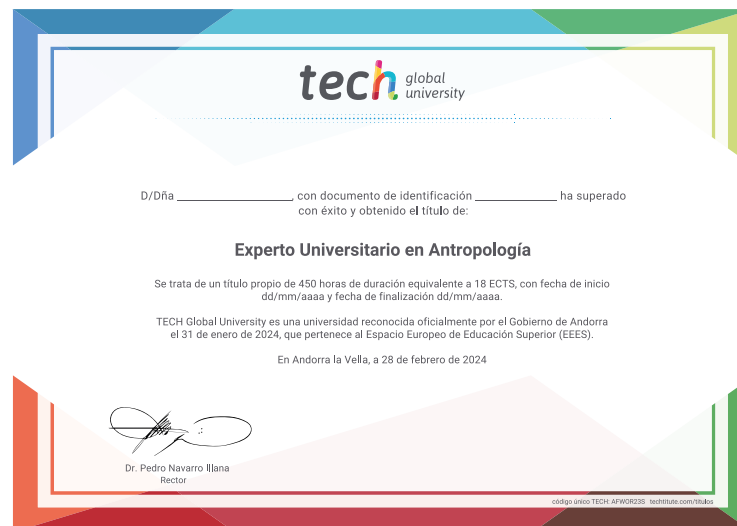 tech global
university
D/Dña ____________________, con documento de identificación ______________ ha superado
con éxito y obtenido el título de:
Experto Universitario en Antropología
Se trata de un título propio de 450 horas de duración equivalente a 18 ECTS, con fecha de inicio
dd/mm/aaaa y fecha de finalización dd/mm/aaaa.
TECH Global University es una universidad reconocida oficialmente por el Gobierno de Andorra
el 31 de enero de 2024, que pertenece al Espacio Europeo de Educación Superior (EEES).
En Andorra la Vella, a 28 de febrero de 2024
Dr. Pedro Navarro Illana
Rector
código único TECH: AFWOR23S techtitute.com/titulos